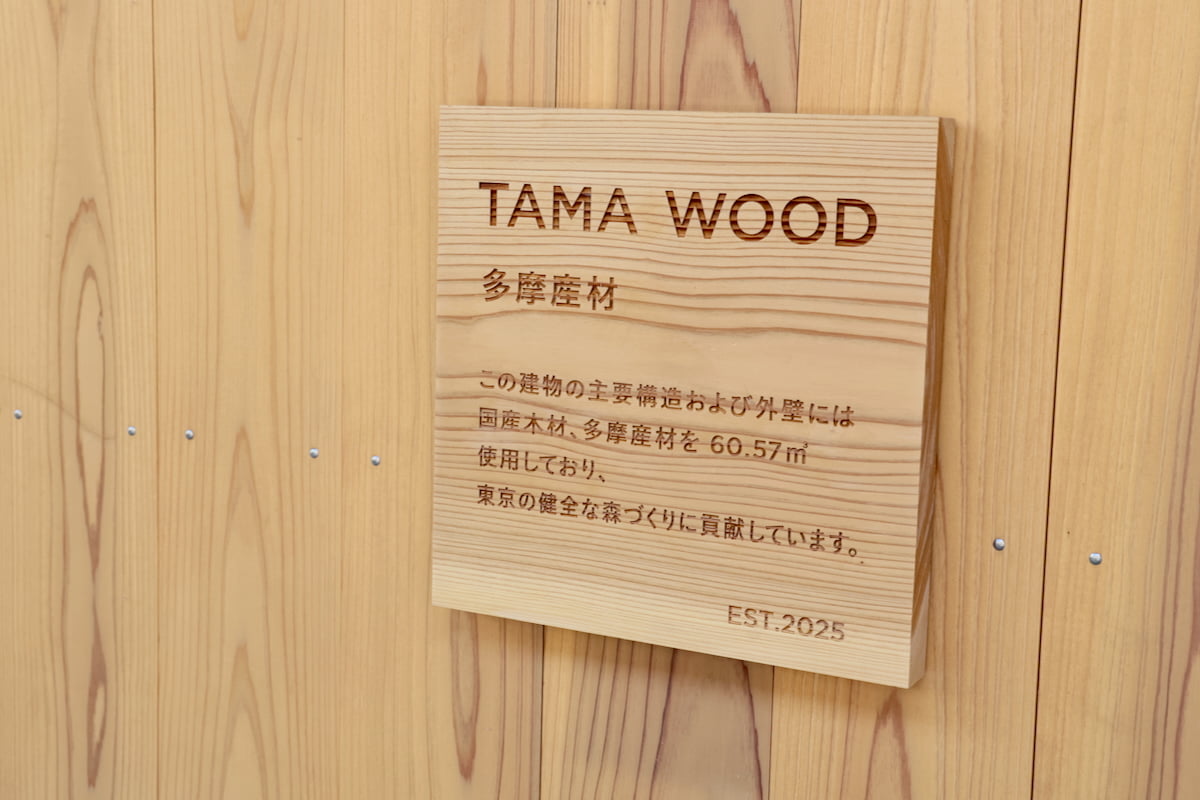 TAMA WOOD
多摩産材
この建物の主要構造および外壁には
国産木材、多摩産材を 60.57㎥
使用しており、
東京の健全な森づくりに貢献しています。
EST.2025